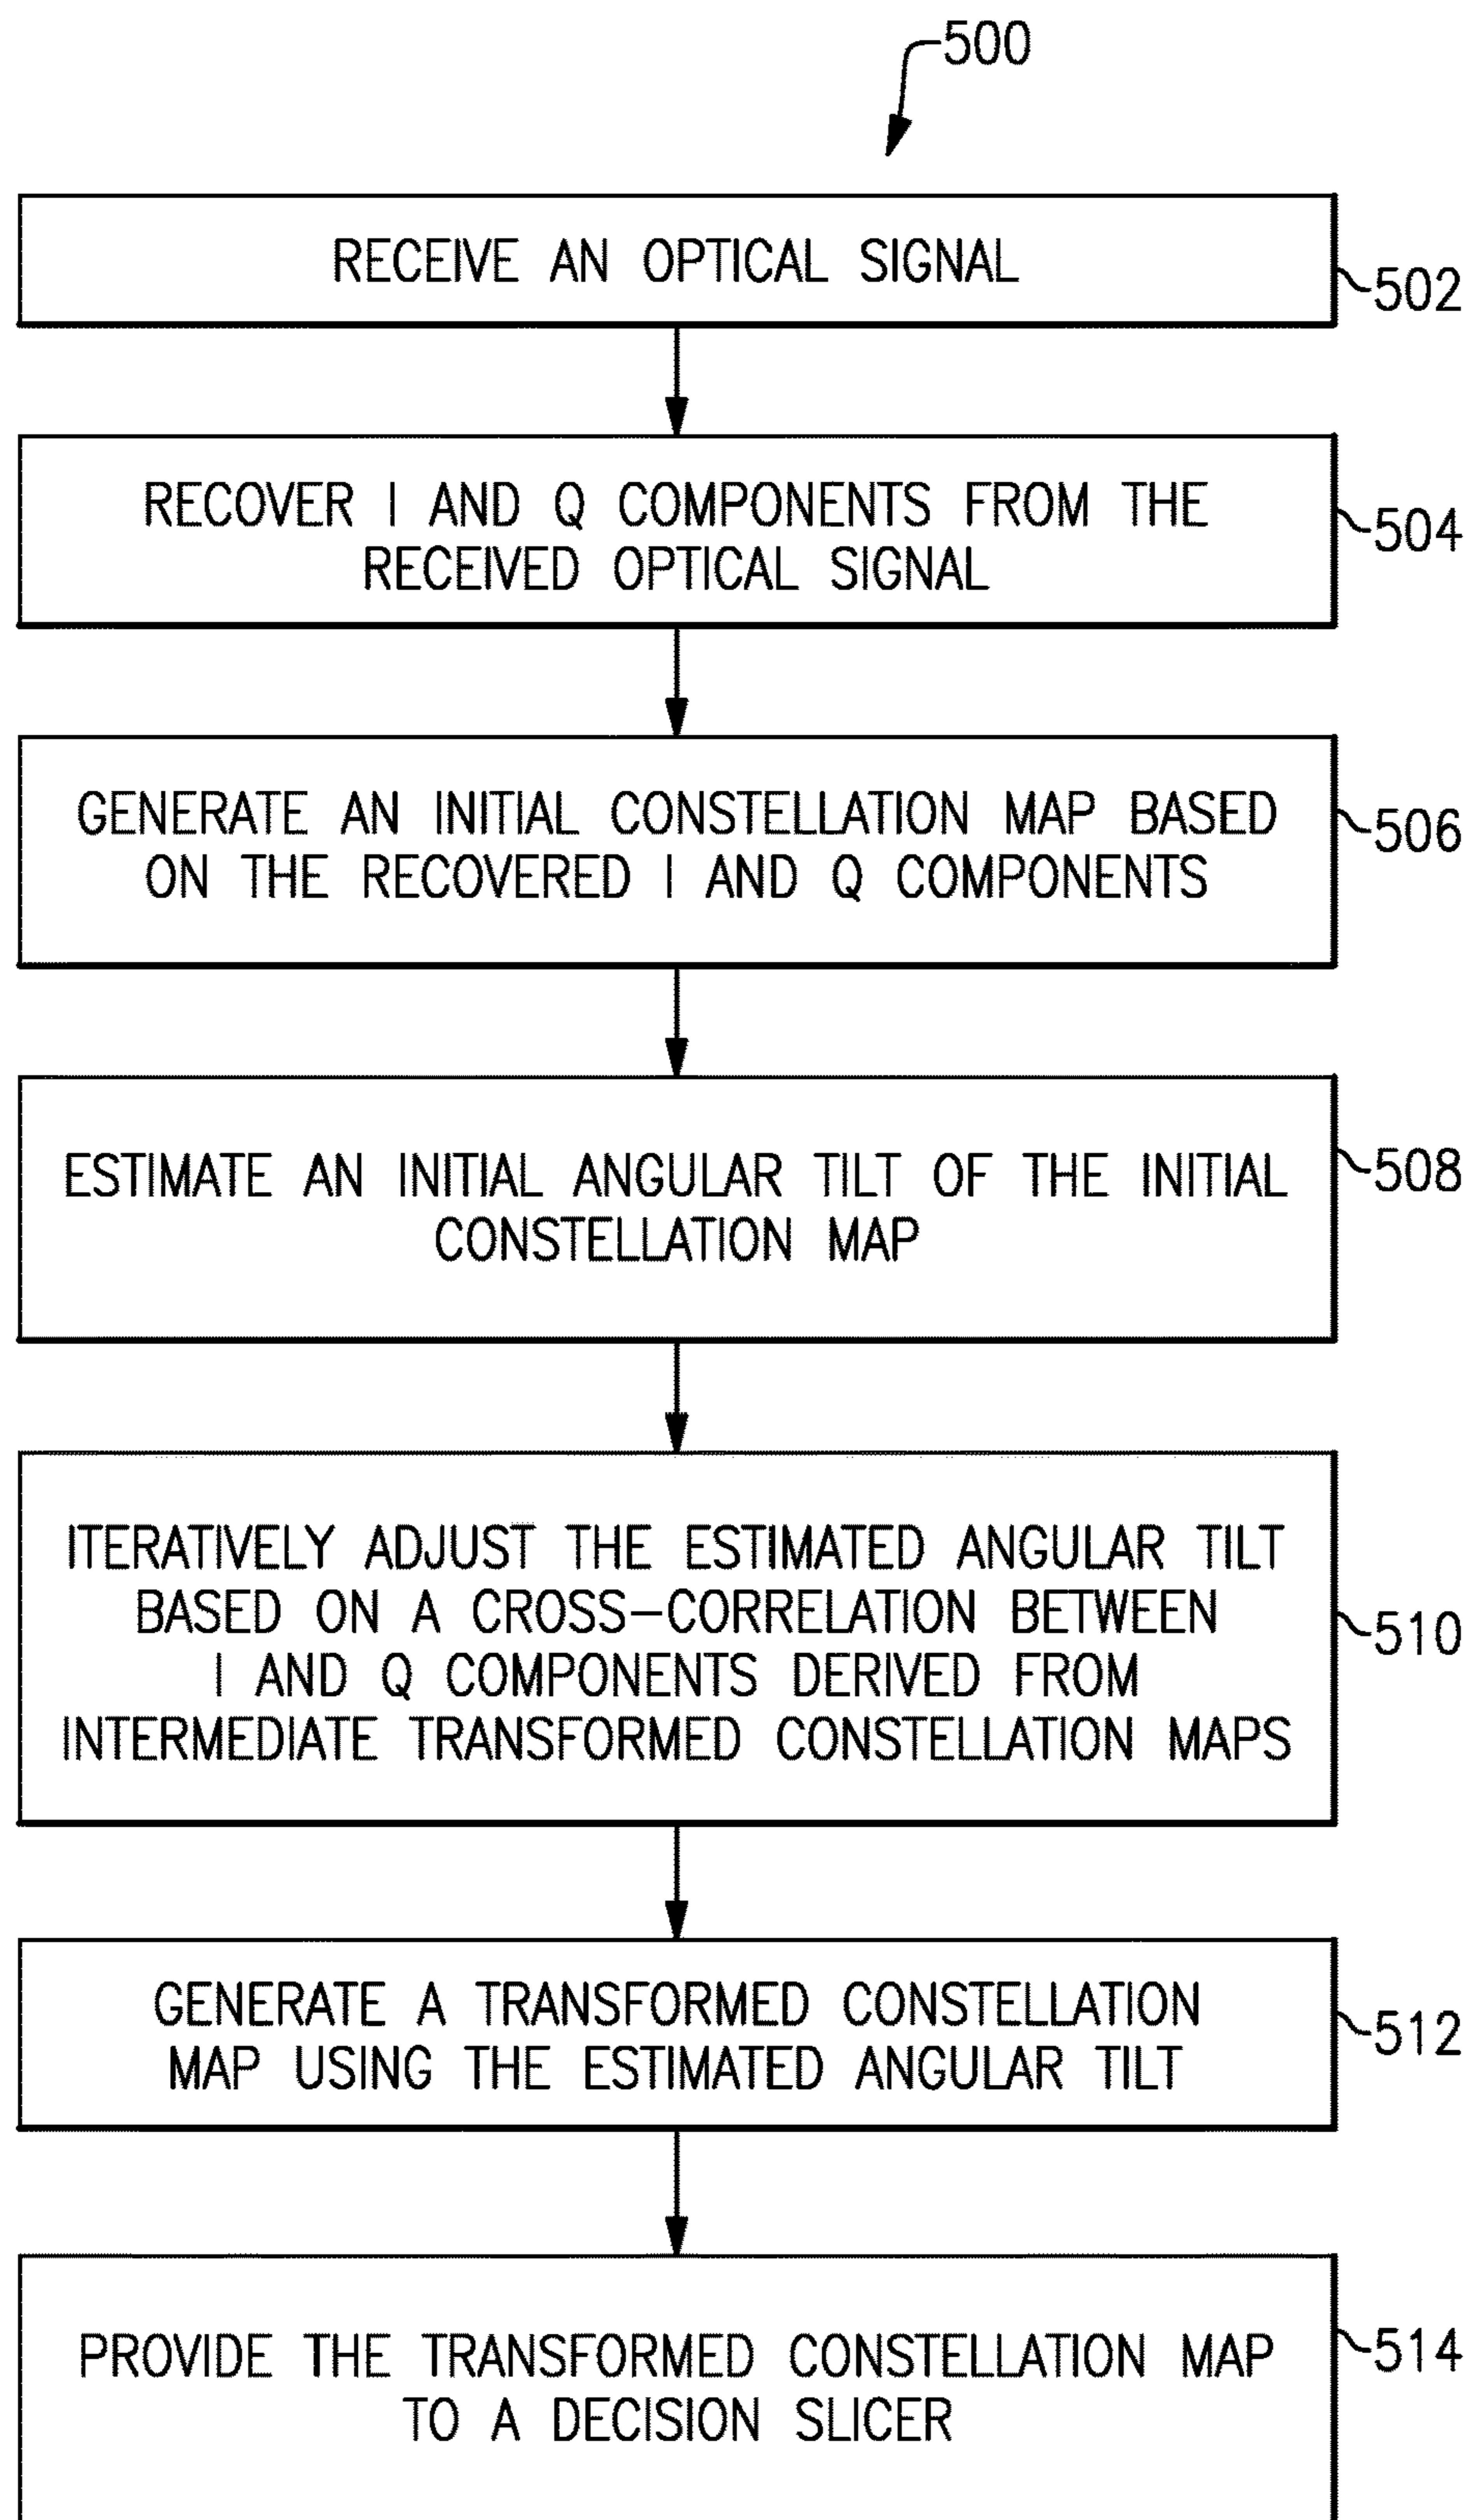 500
RECEIVE AN OPTICAL SIGNAL
502
RECOVER I AND Q COMPONENTS FROM THE
RECEIVED OPTICAL SIGNAL
504
GENERATE AN INITIAL CONSTELLATION MAP BASED
ON THE RECOVERED I AND Q COMPONENTS
506
ESTIMATE AN INITIAL ANGULAR TILT OF THE INITIAL
CONSTELLATION MAP
508
ITERATIVELY ADJUST THE ESTIMATED ANGULAR TILT
BASED ON A CROSS-CORRELATION BETWEEN
I AND Q COMPONENTS DERIVED FROM
INTERMEDIATE TRANSFORMED CONSTELLATION MAPS
510
GENERATE A TRANSFORMED CONSTELLATION
MAP USING THE ESTIMATED ANGULAR TILT
512
PROVIDE THE TRANSFORMED CONSTELLATION MAP
TO A DECISION SLICER
514